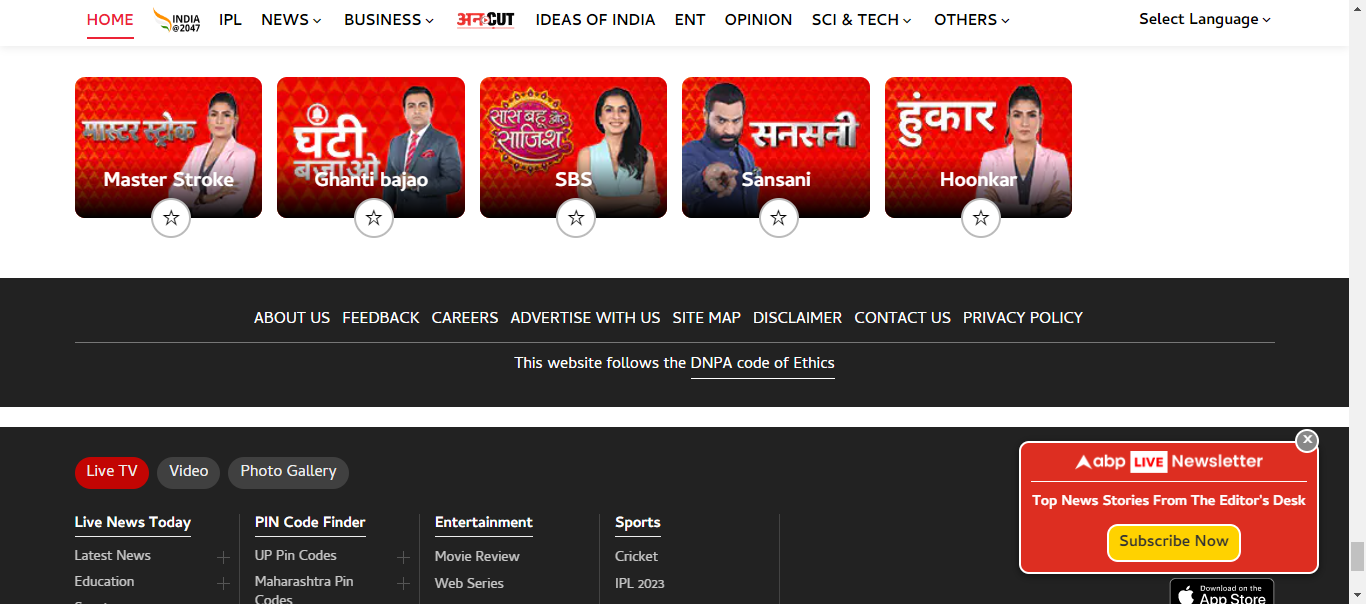 HOME INDIA @2047 IPL NEWS BUSINESS अनCUT IDEAS OF INDIA ENT OPINION SCI & TECH OTHERS Select Language
मास्टर स्ट्रोक
Master Stroke
घंटी
बजाओ
Ghanti bajao
सास बहू और
साजिश
SBS
सनसनी
Sansani
हुंकार
Hoonkar
ABOUT US FEEDBACK CAREERS ADVERTISE WITH US SITE MAP DISCLAIMER CONTACT US PRIVACY POLICY
This website follows the DNPA code of Ethics
Live TV Video Photo Gallery
Live News Today
Latest News
Education
PIN Code Finder
UP Pin Codes
Maharashtra Pin
Codes
Entertainment
Movie Review
Web Series
Sports
Cricket
IPL 2023
abp LIVE Newsletter
Top News Stories From The Editor's Desk
Subscribe Now
Download on the
App Store